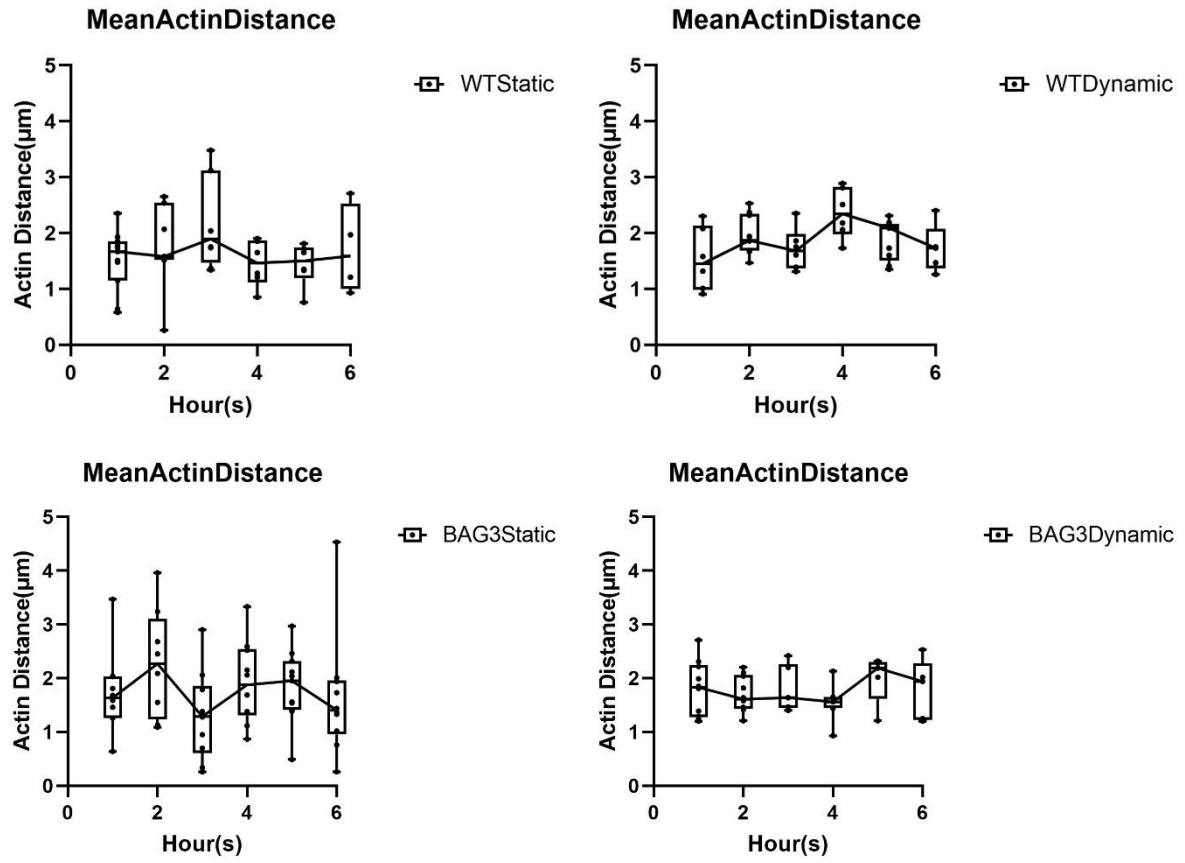 MeanActinDistance
Actin Distance(µm)
5
4
3
2
1
0
0 2 4 6
Hour(s)
WTStatic
MeanActinDistance
Actin Distance(µm)
5
4
3
2
1
0
0 2 4 6
Hour(s)
WTDynamic
MeanActinDistance
Actin Distance(µm)
5
4
3
2
1
0
0 2 4 6
Hour(s)
BAG3Static
MeanActinDistance
Actin Distance(µm)
5
4
3
2
1
0
0 2 4 6
Hour(s)
BAG3Dynamic